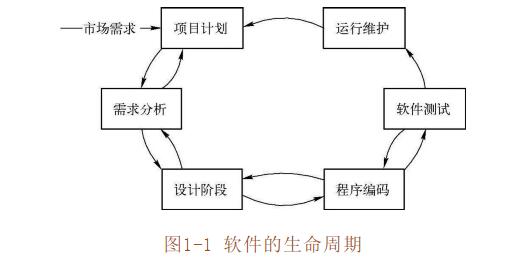 市场需求
项目计划
运行维护
需求分析
软件测试
设计阶段
程序编码
图1-1 软件的生命周期